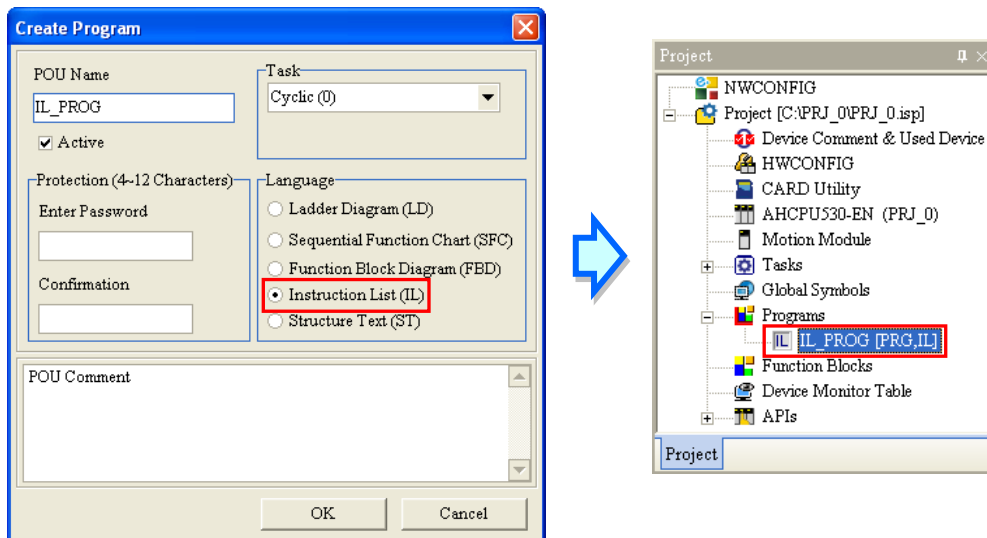 Create Program
POU Name
IL_PROG
Active
Task
Cyclic (0)
Protection (4~12 Characters)
Enter Password
Confirmation
Language
Ladder Diagram (LD)
Sequential Function Chart (SFC)
Function Block Diagram (FBD)
Instruction List (IL)
Structure Text (ST)
POU Comment
OK
Cancel
Project
NWCONFIG
Project [C:\PRJ_0\PRJ_0.isp]
Device Comment & Used Device
HWCONFIG
CARD Utility
AHCPU530-EN (PRJ_0)
Motion Module
Tasks
Global Symbols
Programs
IL IL_PROG [PRG,IL]
Function Blocks
Device Monitor Table
APIs
Project